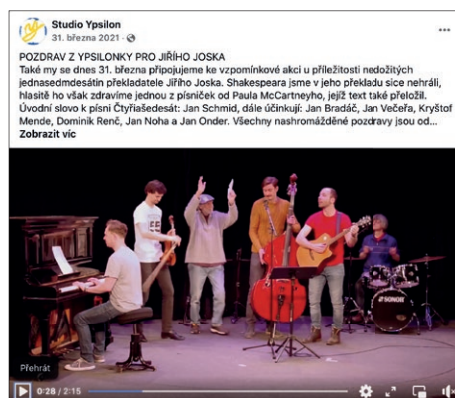 Studio Ypsilon
31. března 2021 ·
POZDRAV Z YPSILONKY PRO JIŘÍHO JOSKA
Také my se dnes 31. března připojujeme ke vzpomínkové akci u příležitosti nedožitých
jednasedmdesátin překladatele Jiřího Joska. Shakespeara jsme v jeho překladu sice nehráli,
hlasitě ho však zdravíme jednou z písniček od Paula McCartneyho, jejíž text také přeložil.
Úvodní slovo k písni Čtyřiašedesát: Jan Schmid, dále účinkují: Jan Bradáč, Jan Večeřa, Kryštof
Mende, Dominik Renč, Jan Noha a Jan Onder. Všechny nashromážděné pozdravy jsou od...
Zobrazit víc
SONOR
Přehrát
0:28 / 2:15